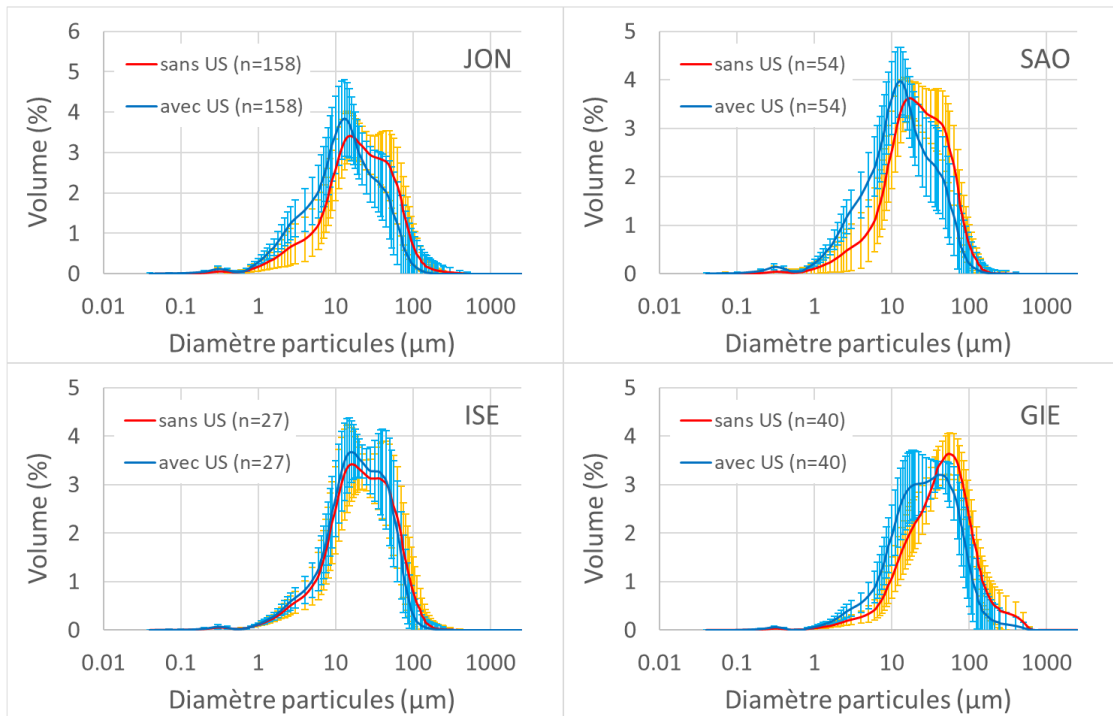 JON
sans US (n=158)
avec US (n=158)
Volume (%)
6
5
4
3
2
1
0
0.01 0.1 1 10 100 1000
Diamètre particules (µm)
SAO
sans US (n=54)
avec US (n=54)
Volume (%)
5
4
3
2
1
0
0.01 0.1 1 10 100 1000
Diamètre particules (µm)
ISE
sans US (n=27)
avec US (n=27)
Volume (%)
5
4
3
2
1
0
0.01 0.1 1 10 100 1000
Diamètre particules (µm)
GIE
sans US (n=40)
avec US (n=40)
Volume (%)
5
4
3
2
1
0
0.01 0.1 1 10 100 1000
Diamètre particules (µm)